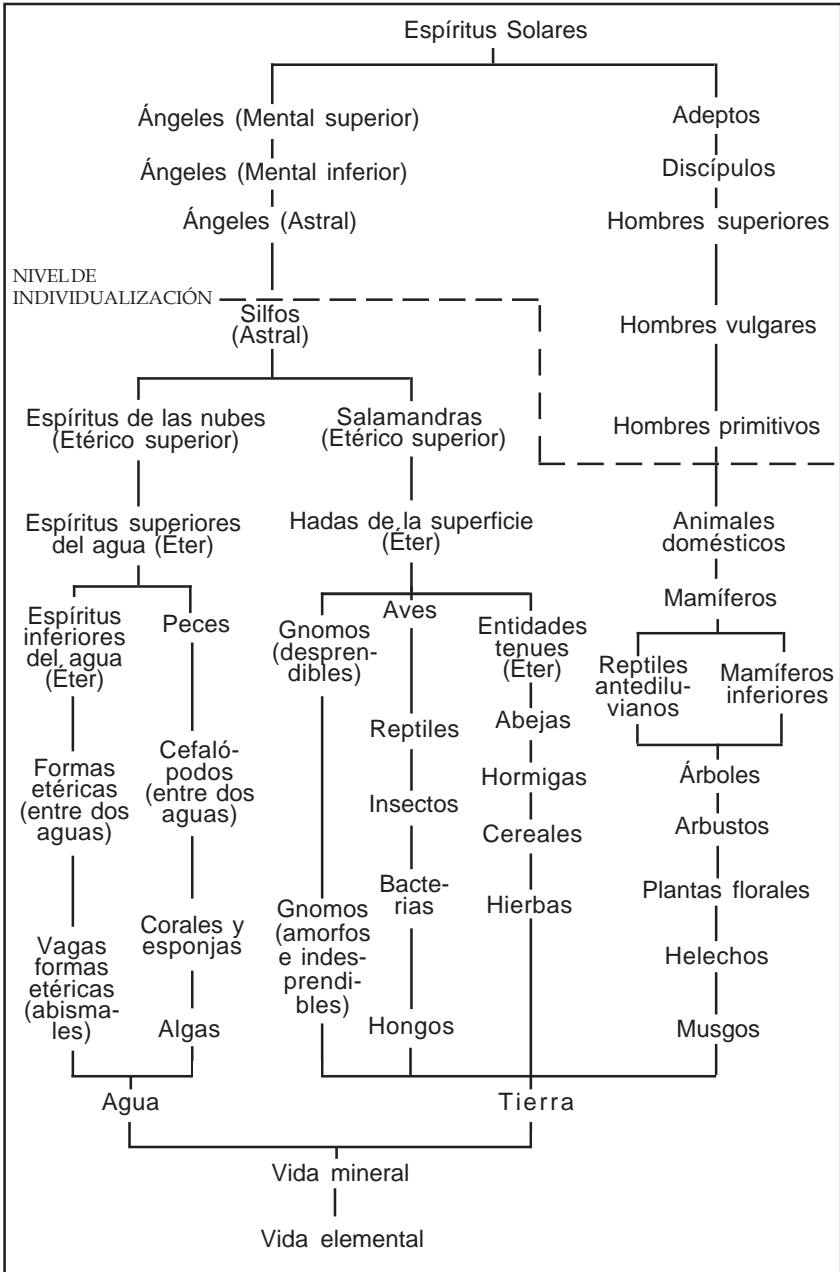 Espíritus Solares
Ángeles (Mental superior)
Adeptos
Ángeles (Mental inferior)
Discípulos
Ángeles (Astral)
Hombres superiores
NIVEL DE
INDIVIDUALIZACIÓN
Silfos
(Astral)
Hombres vulgares
Espíritus de las nubes
(Etérico superior)
Salamandras
(Etérico superior)
Hombres primitivos
Espíritus superiores
del agua (Éter)
Hadas de la superficie
(Éter)
Animales
domésticos
Mamíferos
Espíritus
inferiores
del agua
(Éter)
Peces
Gnomos
(despren-
dibles)
Aves
Entidades
tenues
(Éter)
Reptiles
antedilu-
vianos
Mamíferos
inferiores
Formas
etéricas
(entre dos
aguas)
Cefaló-
podos
(entre dos
aguas)
Reptiles
Abejas
Árboles
Insectos
Hormigas
Arbustos
Cereales
Vagas
formas
etéricas
(abisma-
les)
Corales y
esponjas
Gnomos
(amorfos
e indes-
prendi-
bles)
Bacte-
rias
Hierbas
Plantas florales
Helechos
Algas
Hongos
Musgos
Agua
Tierra
Vida mineral
Vida elemental